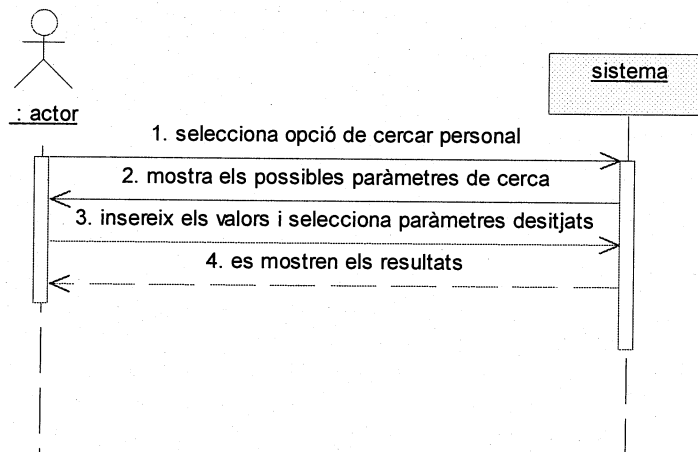 sistema
: actor
1. selecciona opció de cercar personal
2. mostra els possibles paràmetres de cerca
3. insereix els valors i selecciona paràmetres desitjats
4. es mostren els resultats